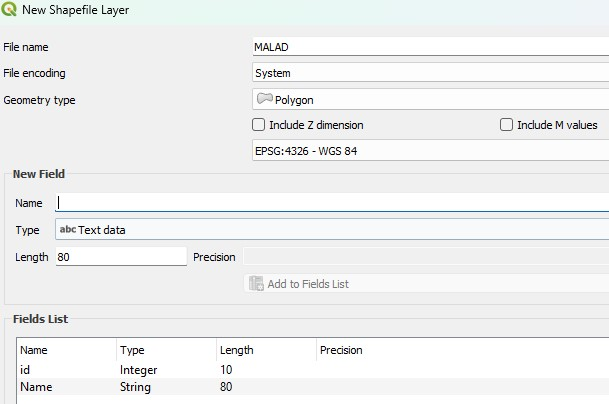 New Shapefile Layer
File name MALAD
File encoding System
Geometry type Polygon
Include Z dimension Include M values
EPSG:4326 - WGS 84
New Field
Name
Type abc Text data
Length 80 Precision
Add to Fields List
Fields List
Name Type Length Precision
id Integer 10
Name String 80